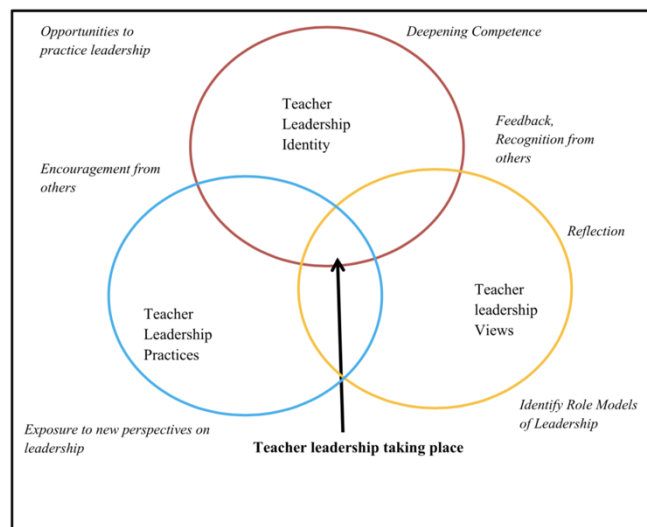 Opportunities to
practice leadership
Deepening Competence
Teacher
Leadership
Identity
Feedback,
Recognition from
others
Encouragement from
others
Reflection
Teacher
Leadership
Practices
Teacher
leadership
Views
Identify Role Models
of Leadership
Exposure to new perspectives on
leadership
Teacher leadership taking place